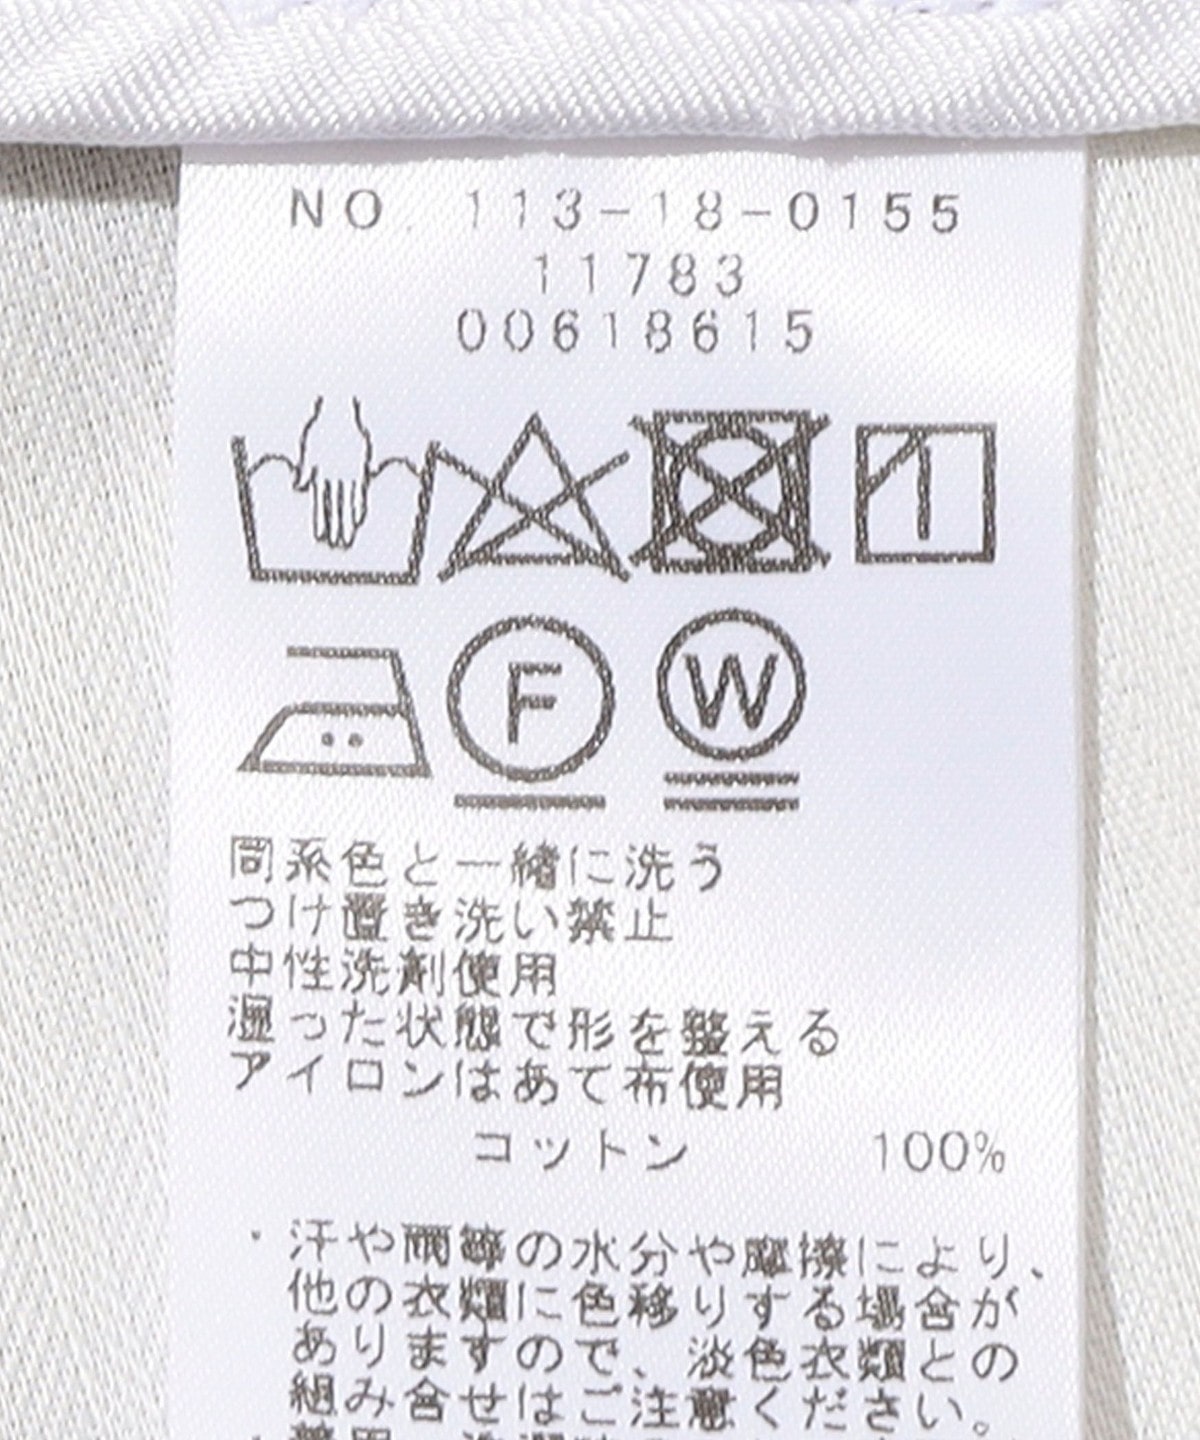 NO. 113-18-0155
11783
00618615
F W
同系色と一緒に洗う
つけ置き洗い禁止
中性洗剤使用
湿った状態で形を整える
アイロンはあて布使用
コットン 100%
・汗や雨等の水分や摩擦により、
他の衣類に色移りする場合が
ありますので、淡色衣類との
組み合せはご注意ください。